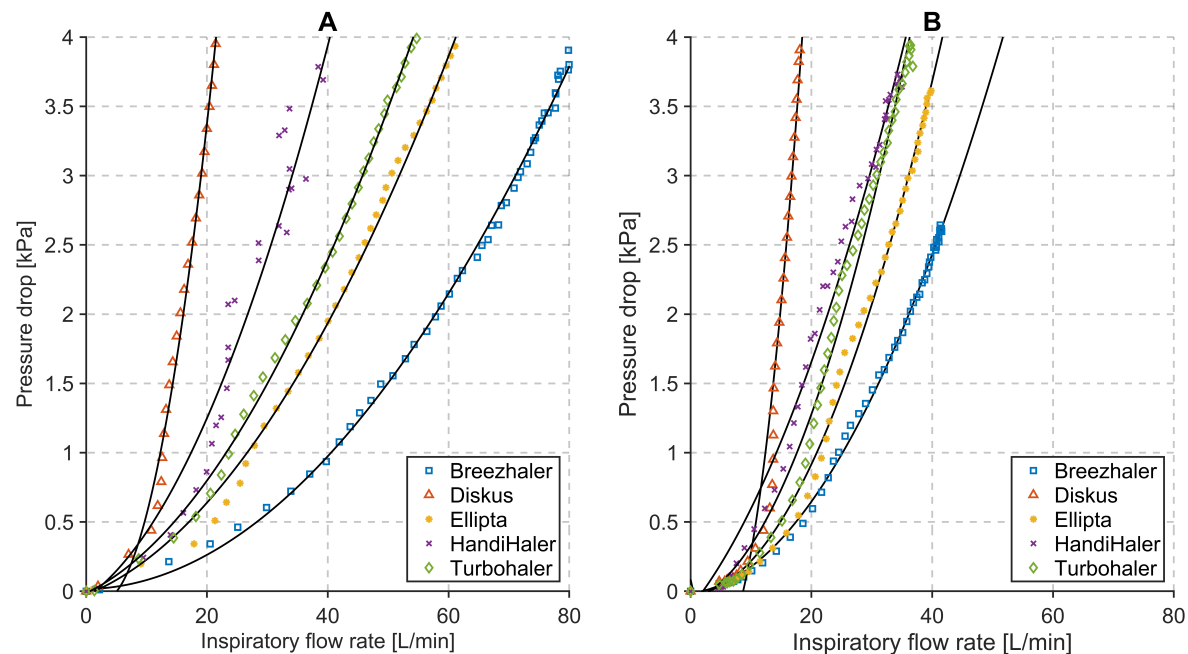 A
Pressure drop [kPa]
4
3.5
3
2.5
2
1.5
1
0.5
0
0 20 40 60 80
Inspiratory flow rate [L/min]
Breezhaler
Diskus
Ellipta
HandiHaler
Turbohaler
B
Pressure drop [kPa]
4
3.5
3
2.5
2
1.5
1
0.5
0
0 20 40 60 80
Inspiratory flow rate [L/min]
Breezhaler
Diskus
Ellipta
HandiHaler
Turbohaler